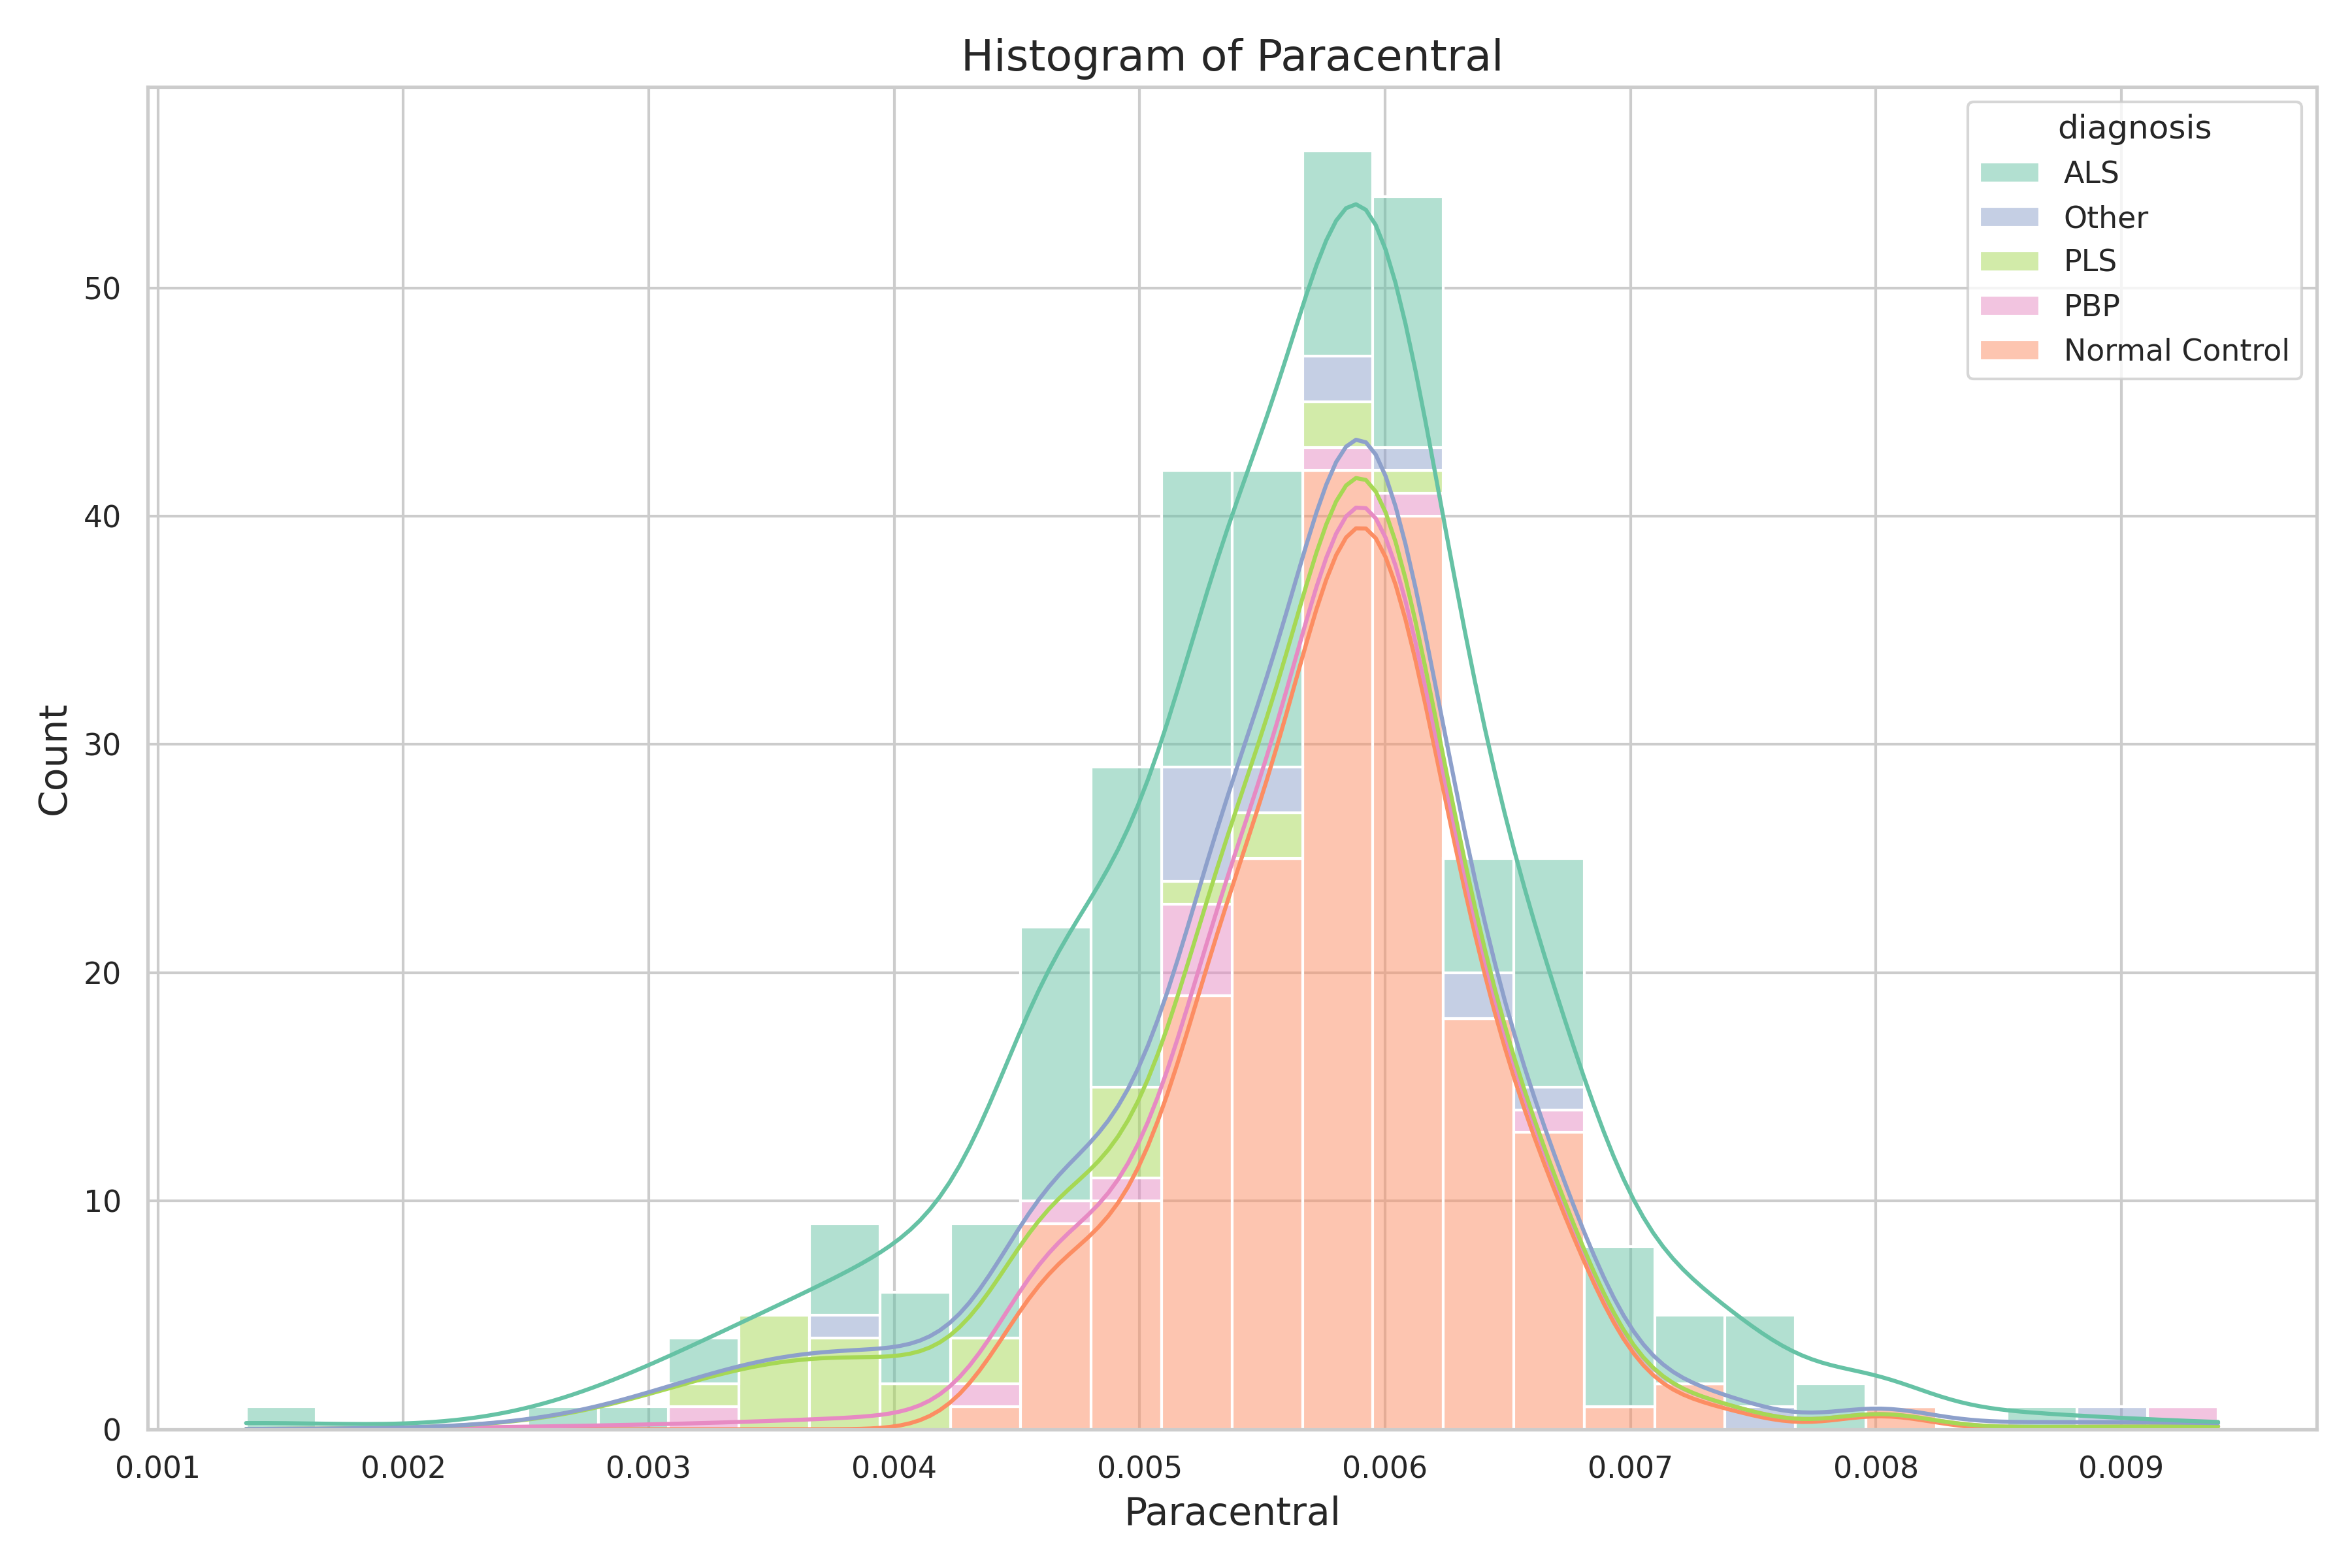 Histogram of Paracentral
diagnosis
ALS
Other
PLS
PBP
Normal Control
Count
50
40
30
20
10
0
0.001 0.002 0.003 0.004 0.005 0.006 0.007 0.008 0.009
Paracentral